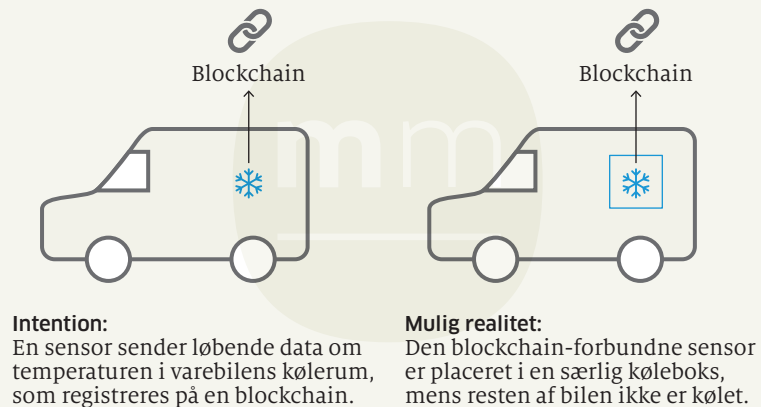 Blockchain
Blockchain
mm
Intention:
En sensor sender løbende data om
temperaturen i varebilens kølerum,
som registreres på en blockchain.
Mulig realitet:
Den blockchain-forbundne sensor
er placeret i en særlig køleboks,
mens resten af bilen ikke er kølet.